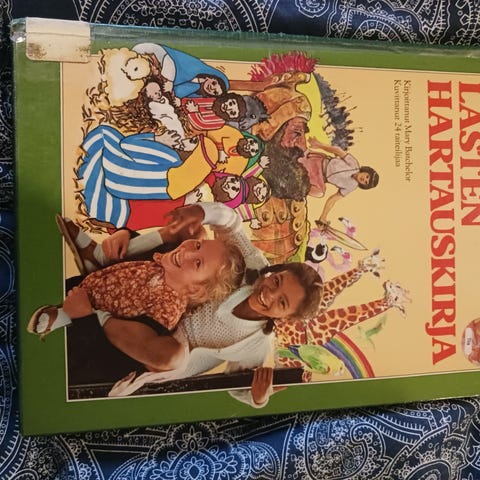 LASTEN
HARTAUSKIRJA
Kirjoittanut Mary Batchelor
Kuvittanut 24 taiteilijaa